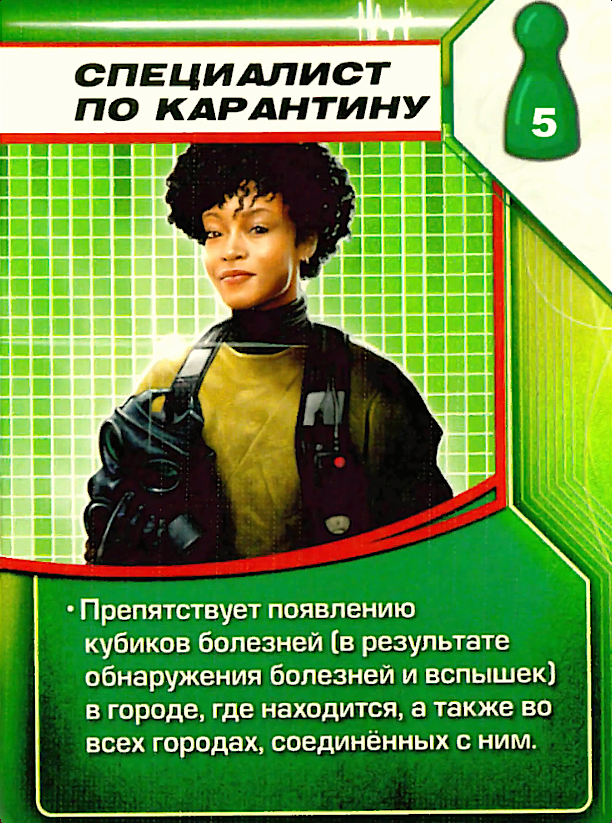 СПЕЦИАЛИСТ
ПО КАРАНТИНУ
5
• Препятствует появлению
кубиков болезней (в результате
обнаружения болезней и вспышек)
в городе, где находится, а также во
всех городах, соединённых с ним.